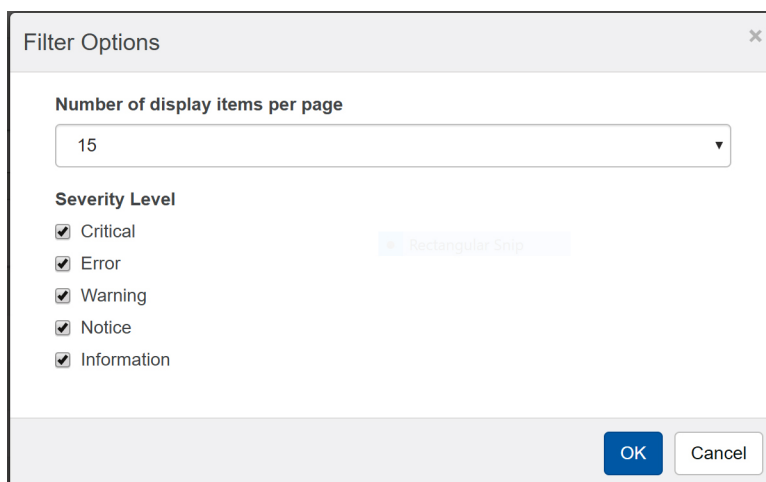 Filter Options
×
Number of display items per page
15
Severity Level
Critical
Rectangular Snip
Error
Warning
Notice
Information
OK Cancel